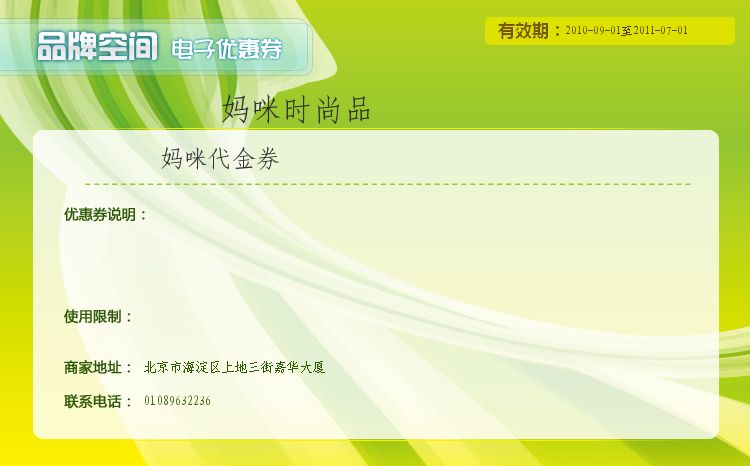 品牌空间 电子优惠券
有效期：2010-09-01至2011-07-01
妈咪时尚品
妈咪代金券
优惠券说明：
使用限制：
商家地址： 北京市海淀区上地三街嘉华大厦
联系电话： 01089632236